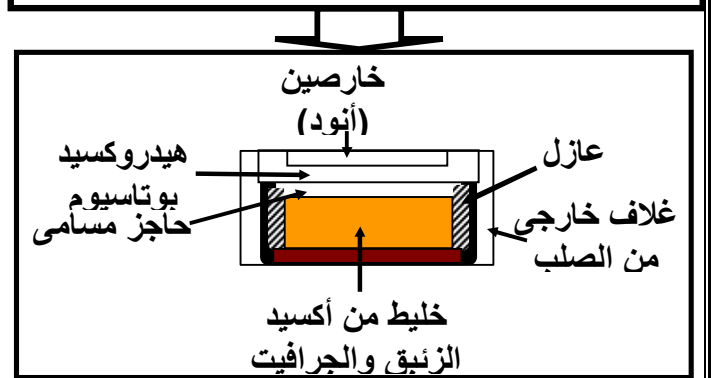 خارصين
(أنود)
هيدروكسيد
بوتاسيوم
حاجز مسامى
عازل
غلاف خارجى
من الصلب
خليط من أكسيد
الزئبق والجرافيت